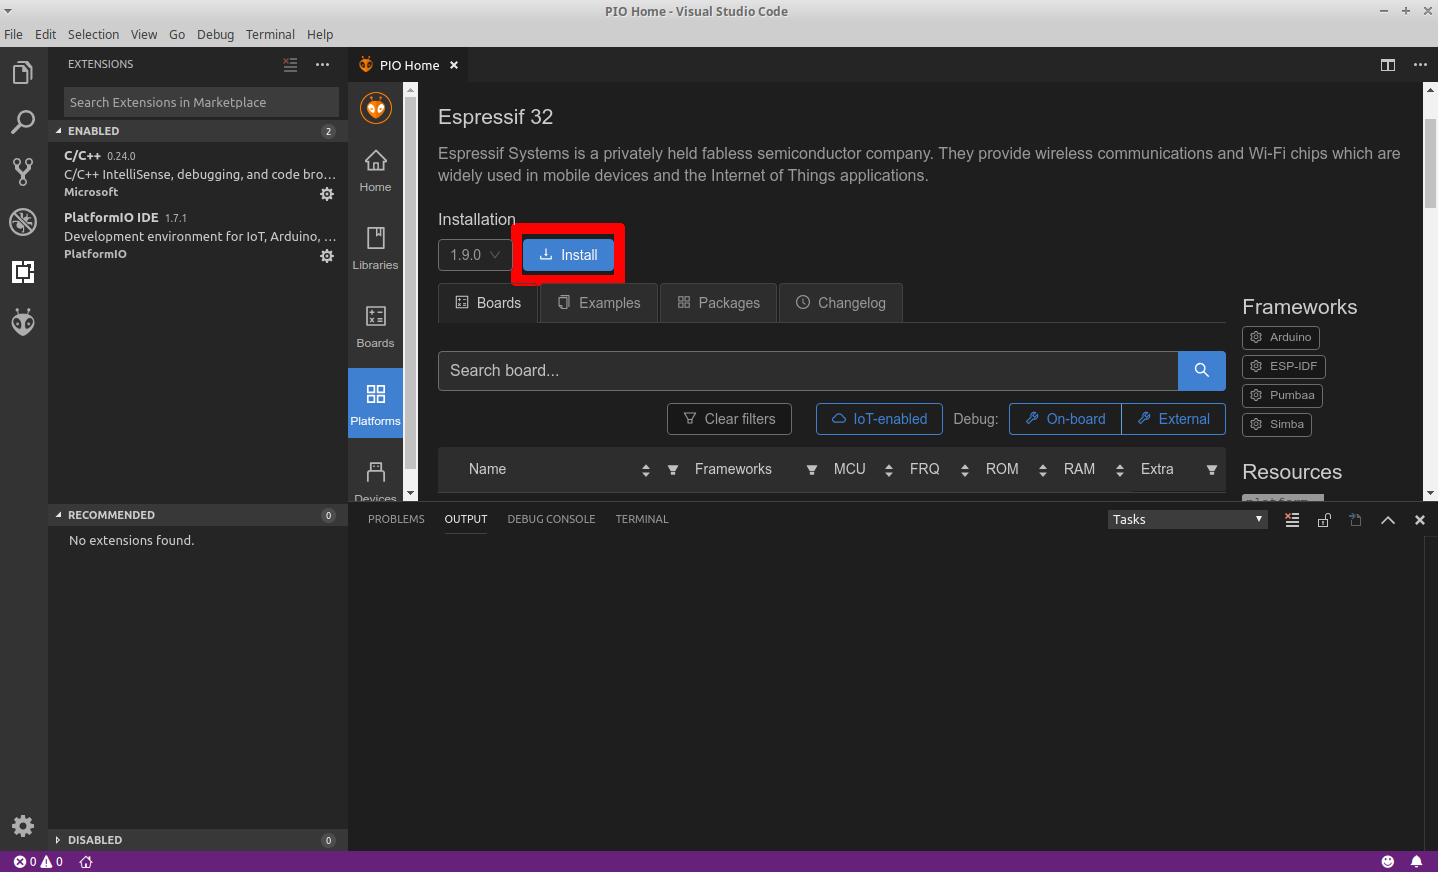 PIO Home - Visual Studio Code
File Edit Selection View Go Debug Terminal Help
EXTENSIONS
Search Extensions in Marketplace
ENABLED 2
C/C++ 0.24.0
C/C++ IntelliSense, debugging, and code bro...
Microsoft
PlatformIO IDE 1.7.1
Development environment for IoT, Arduino, ...
PlatformIO
RECOMMENDED 0
No extensions found.
DISABLED 0
PIO Home
Home
Libraries
Boards
Platforms
Devices
Espressif 32
Espressif Systems is a privately held fabless semiconductor company. They provide wireless communications and Wi-Fi chips which are
widely used in mobile devices and the Internet of Things applications.
Installation
1.9.0 Install
Boards Examples Packages Changelog
Search board...
Clear filters IoT-enabled Debug: On-board External
Name Frameworks MCU FRQ ROM RAM Extra
Frameworks
Arduino
ESP-IDF
Pumbaa
Simba
Resources
PROBLEMS OUTPUT DEBUG CONSOLE TERMINAL Tasks
0 0